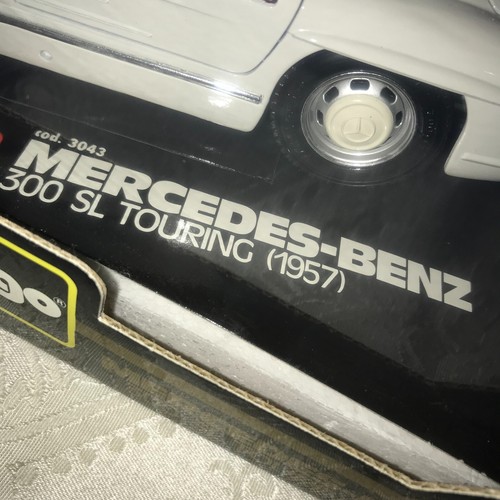 cod. 3043
MERCEDES-BENZ
300 SL TOURING (1957)